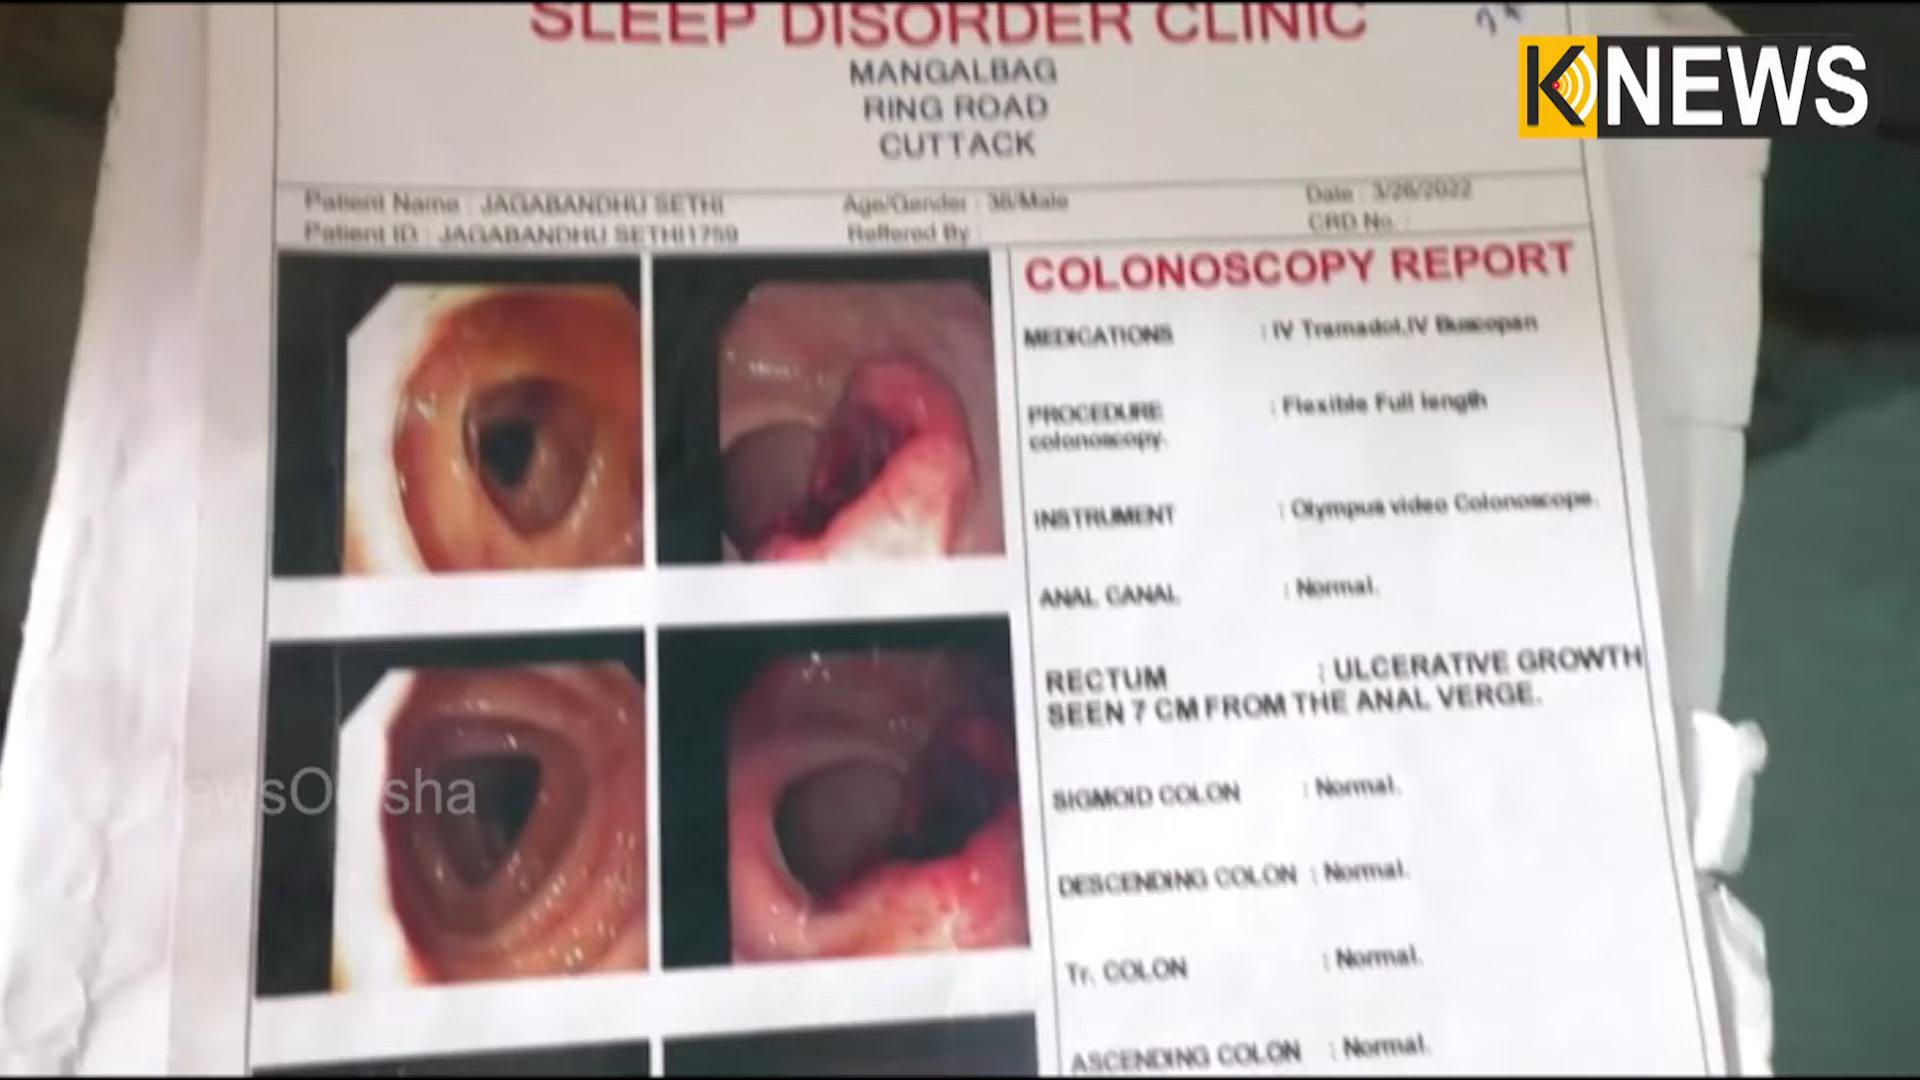 SLEEP DISORDER CLINIC
MANGALBAG
RING ROAD
CUTTACK
KNEWS
Patient Name : JAGABANDHU SETHI Age/Gender : 36/Male Date : 3/26/2022
Patient ID : JAGABANDHU SETHI1759 Reffered By : CRD No. :
COLONOSCOPY REPORT
MEDICATIONS : IV Tramadol,IV Buscopan
PROCEDURE : Flexible Full length
colonoscopy.
INSTRUMENT : Olympus video Colonoscope.
ANAL CANAL : Normal.
RECTUM : ULCERATIVE GROWTH
SEEN 7 CM FROM THE ANAL VERGE.
SIGMOID COLON : Normal.
DESCENDING COLON : Normal.
Tr. COLON : Normal.
ASCENDING COLON : Normal.